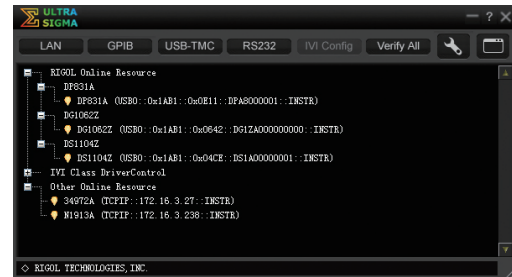 ULTRA
SIGMA
LAN GPIB USB-TMC RS232 IVI Config Verify All
RIGOL Online Resource
DP831A
DP831A (USB0::0x1AB1::0x0E11::DPA8000001::INSTR)
DG1062Z
DG1062Z (USB0::0x1AB1::0x0642::DG1ZA000000000::INSTR)
DS1104Z
DS1104Z (USB0::0x1AB1::0x04CE::DS1A00000001::INSTR)
IVI Class DriverControl
Other Online Resource
34972A (TCPIP::172.16.3.27::INSTR)
N1913A (TCPIP::172.16.3.238::INSTR)
RIGOL TECHNOLOGIES, INC.